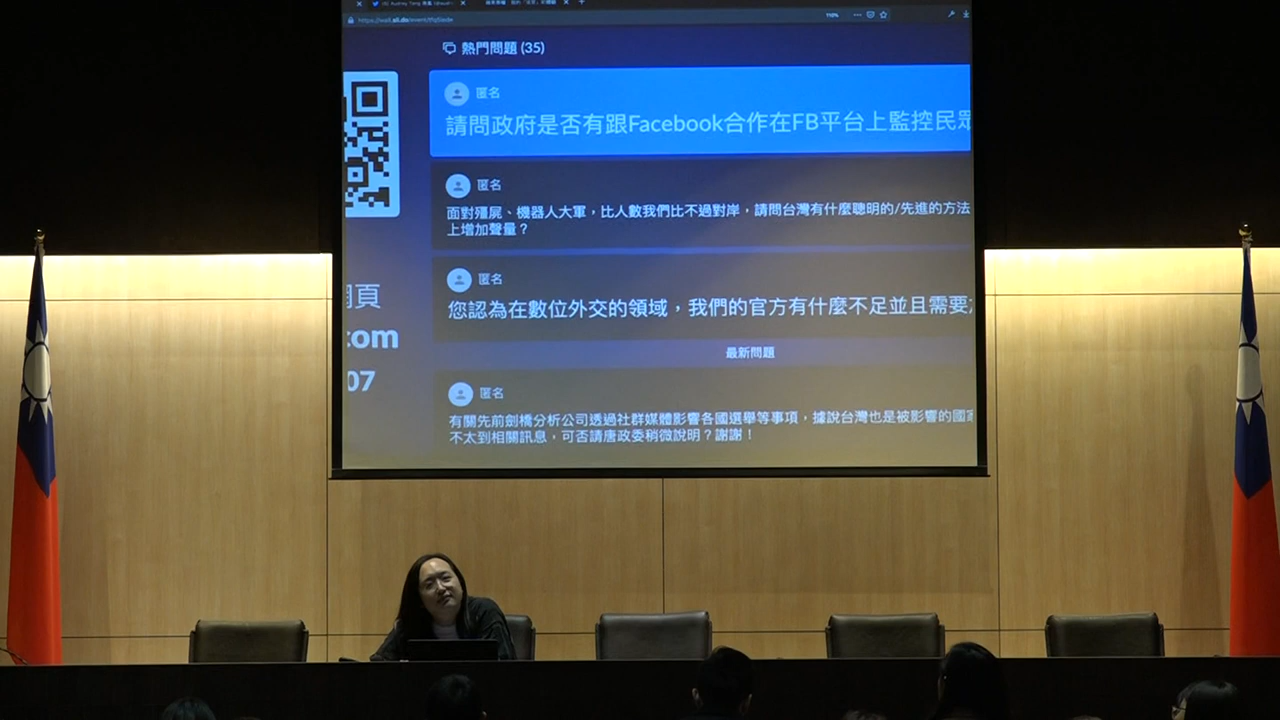 Audrey Tang 唐鳳
110%
熱門問題 (35)
匿名
請問政府是否有跟Facebook合作在FB平台上監控民眾
匿名
面對殭屍、機器人大軍，比人數我們比不過對岸，請問台灣有什麼聰明的/先進的方法
上增加聲量？
匿名
您認為在數位外交的領域，我們的官方有什麼不足並且需要
最新問題
匿名
有關先前劍橋分析公司透過社群媒體影響各國選舉等事項，據說台灣也是被影響的國家
不太到相關訊息，可否請唐政委稍微說明？謝謝！
頁
com
07